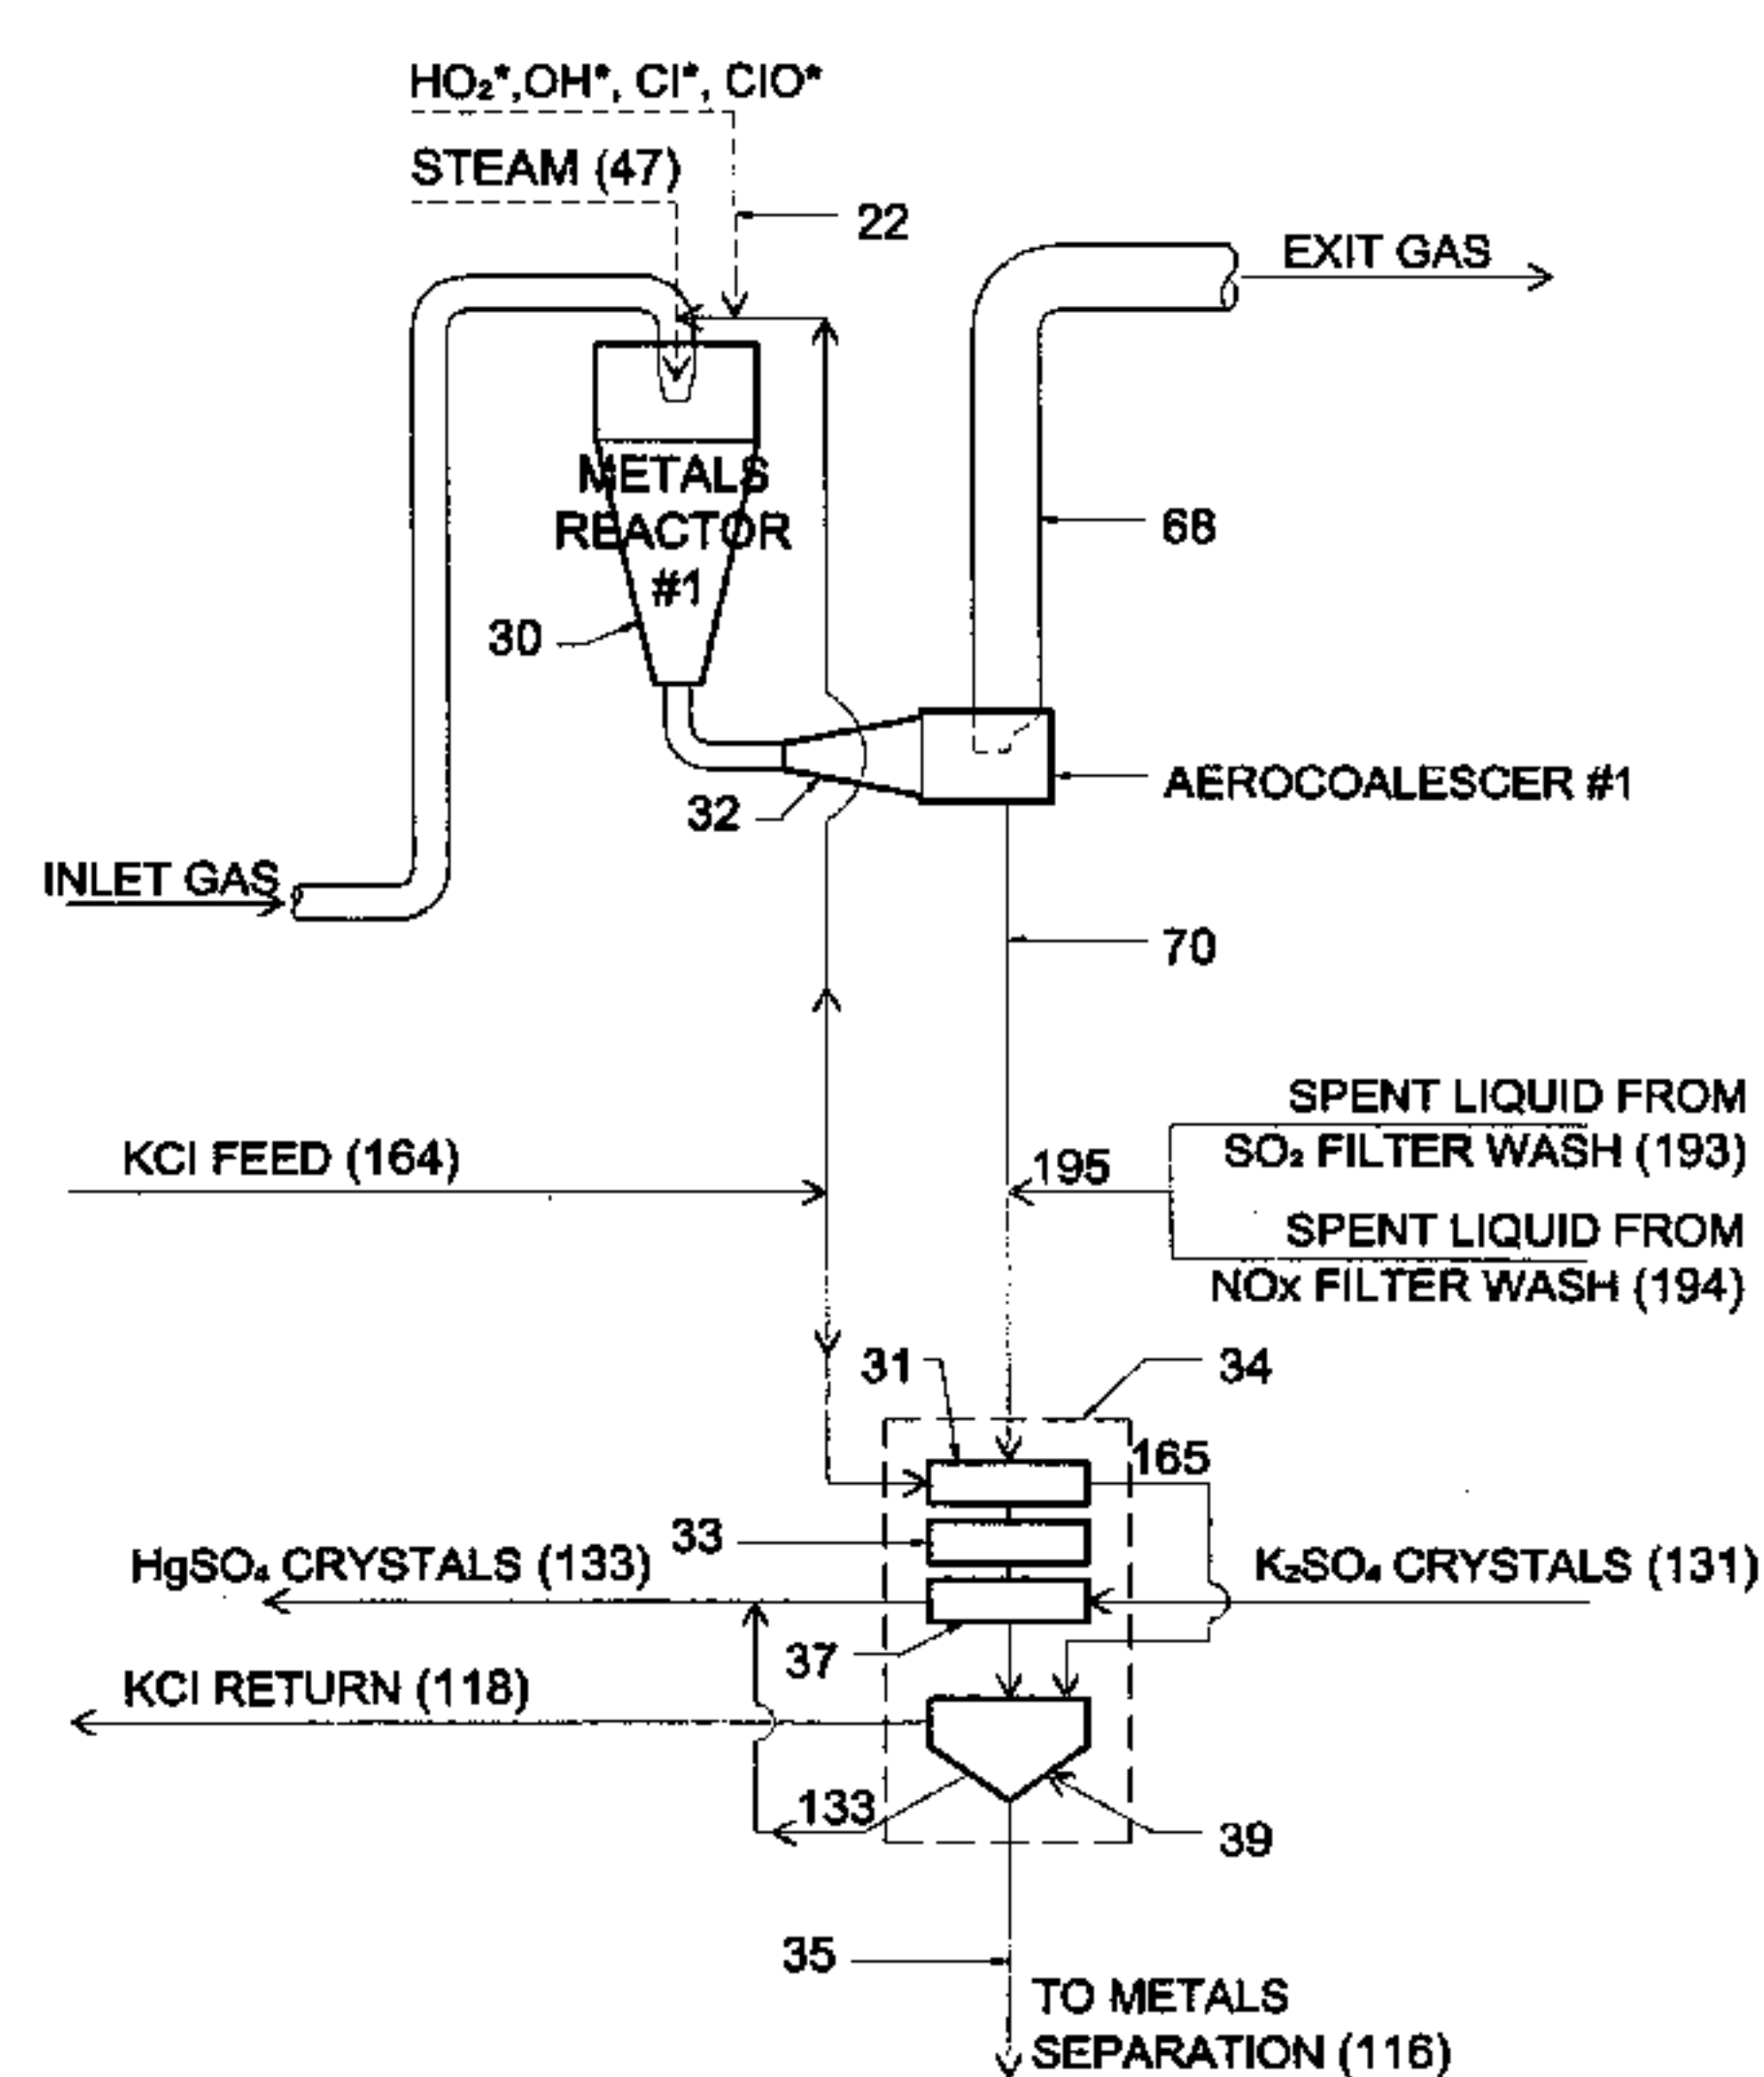 HO₂*,OH*, Cl*, ClO*
STEAM (47)
22
EXIT GAS
METALS
REACTOR
#1
68
30
AEROCOALESCER #1
32
INLET GAS
70
SPENT LIQUID FROM
SO₂ FILTER WASH (193)
KCl FEED (164)
195
SPENT LIQUID FROM
NOx FILTER WASH (194)
31
34
165
33
HgSO₄ CRYSTALS (133)
K₂SO₄ CRYSTALS (131)
37
KCl RETURN (118)
133
39
35
TO METALS
SEPARATION (116)